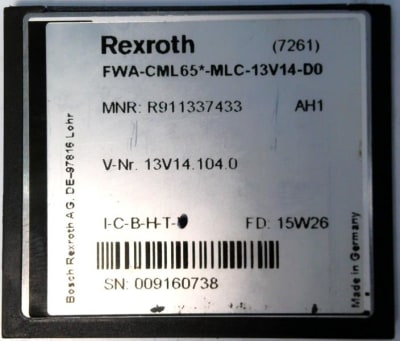 Rexroth (7261)
FWA-CML65*-MLC-13V14-D0
MNR: R911337433 AH1
V-Nr. 13V14.104.0
I-C-B-H-T-
FD: 15W26
SN: 009160738
Bosch Rexroth AG, DE-97816 Lohr
Made in Germany